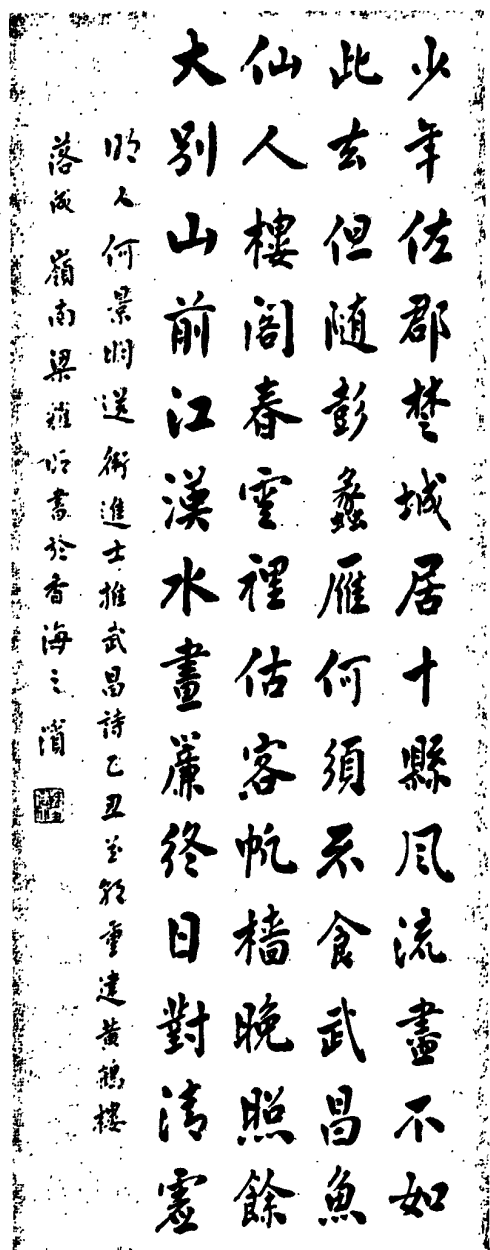 少年佐郡楚城居十縣風流盡不如
此去但隨彭蠡雁何須不食武昌魚
仙人樓閣春雲裡估客帆檣晚照餘
大別山前江漢水畫簾終日對清虛
明人何景明送衛進士推武昌詩乙丑為重建黃鶴樓
落成嶺南梁書於香海之濱